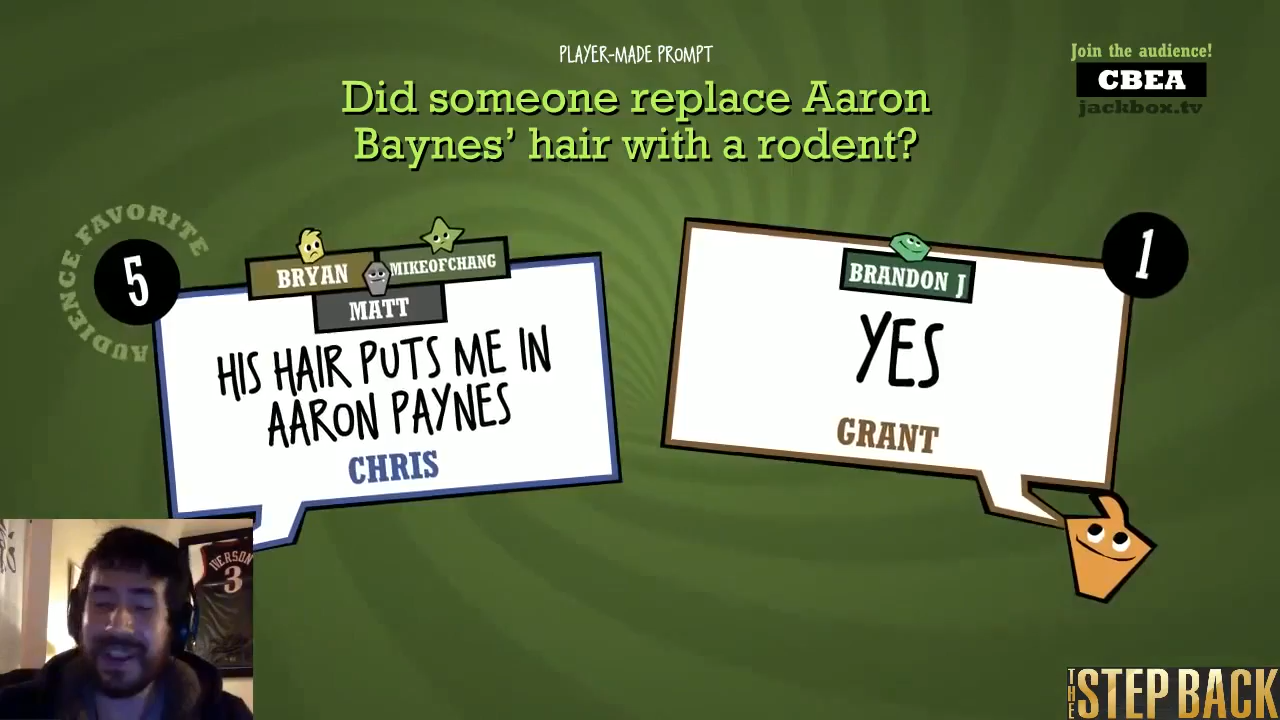 PLAYER-MADE PROMPT
Did someone replace Aaron
Baynes' hair with a rodent?
Join the audience!
CBEA
jackbox.tv
AUDIENCE FAVORITE
5
BRYAN
MIKEOFCHANG
MATT
HIS HAIR PUTS ME IN
AARON PAYNES
CHRIS
1
BRANDON J
YES
GRANT
IVERSON
3
THE STEP BACK